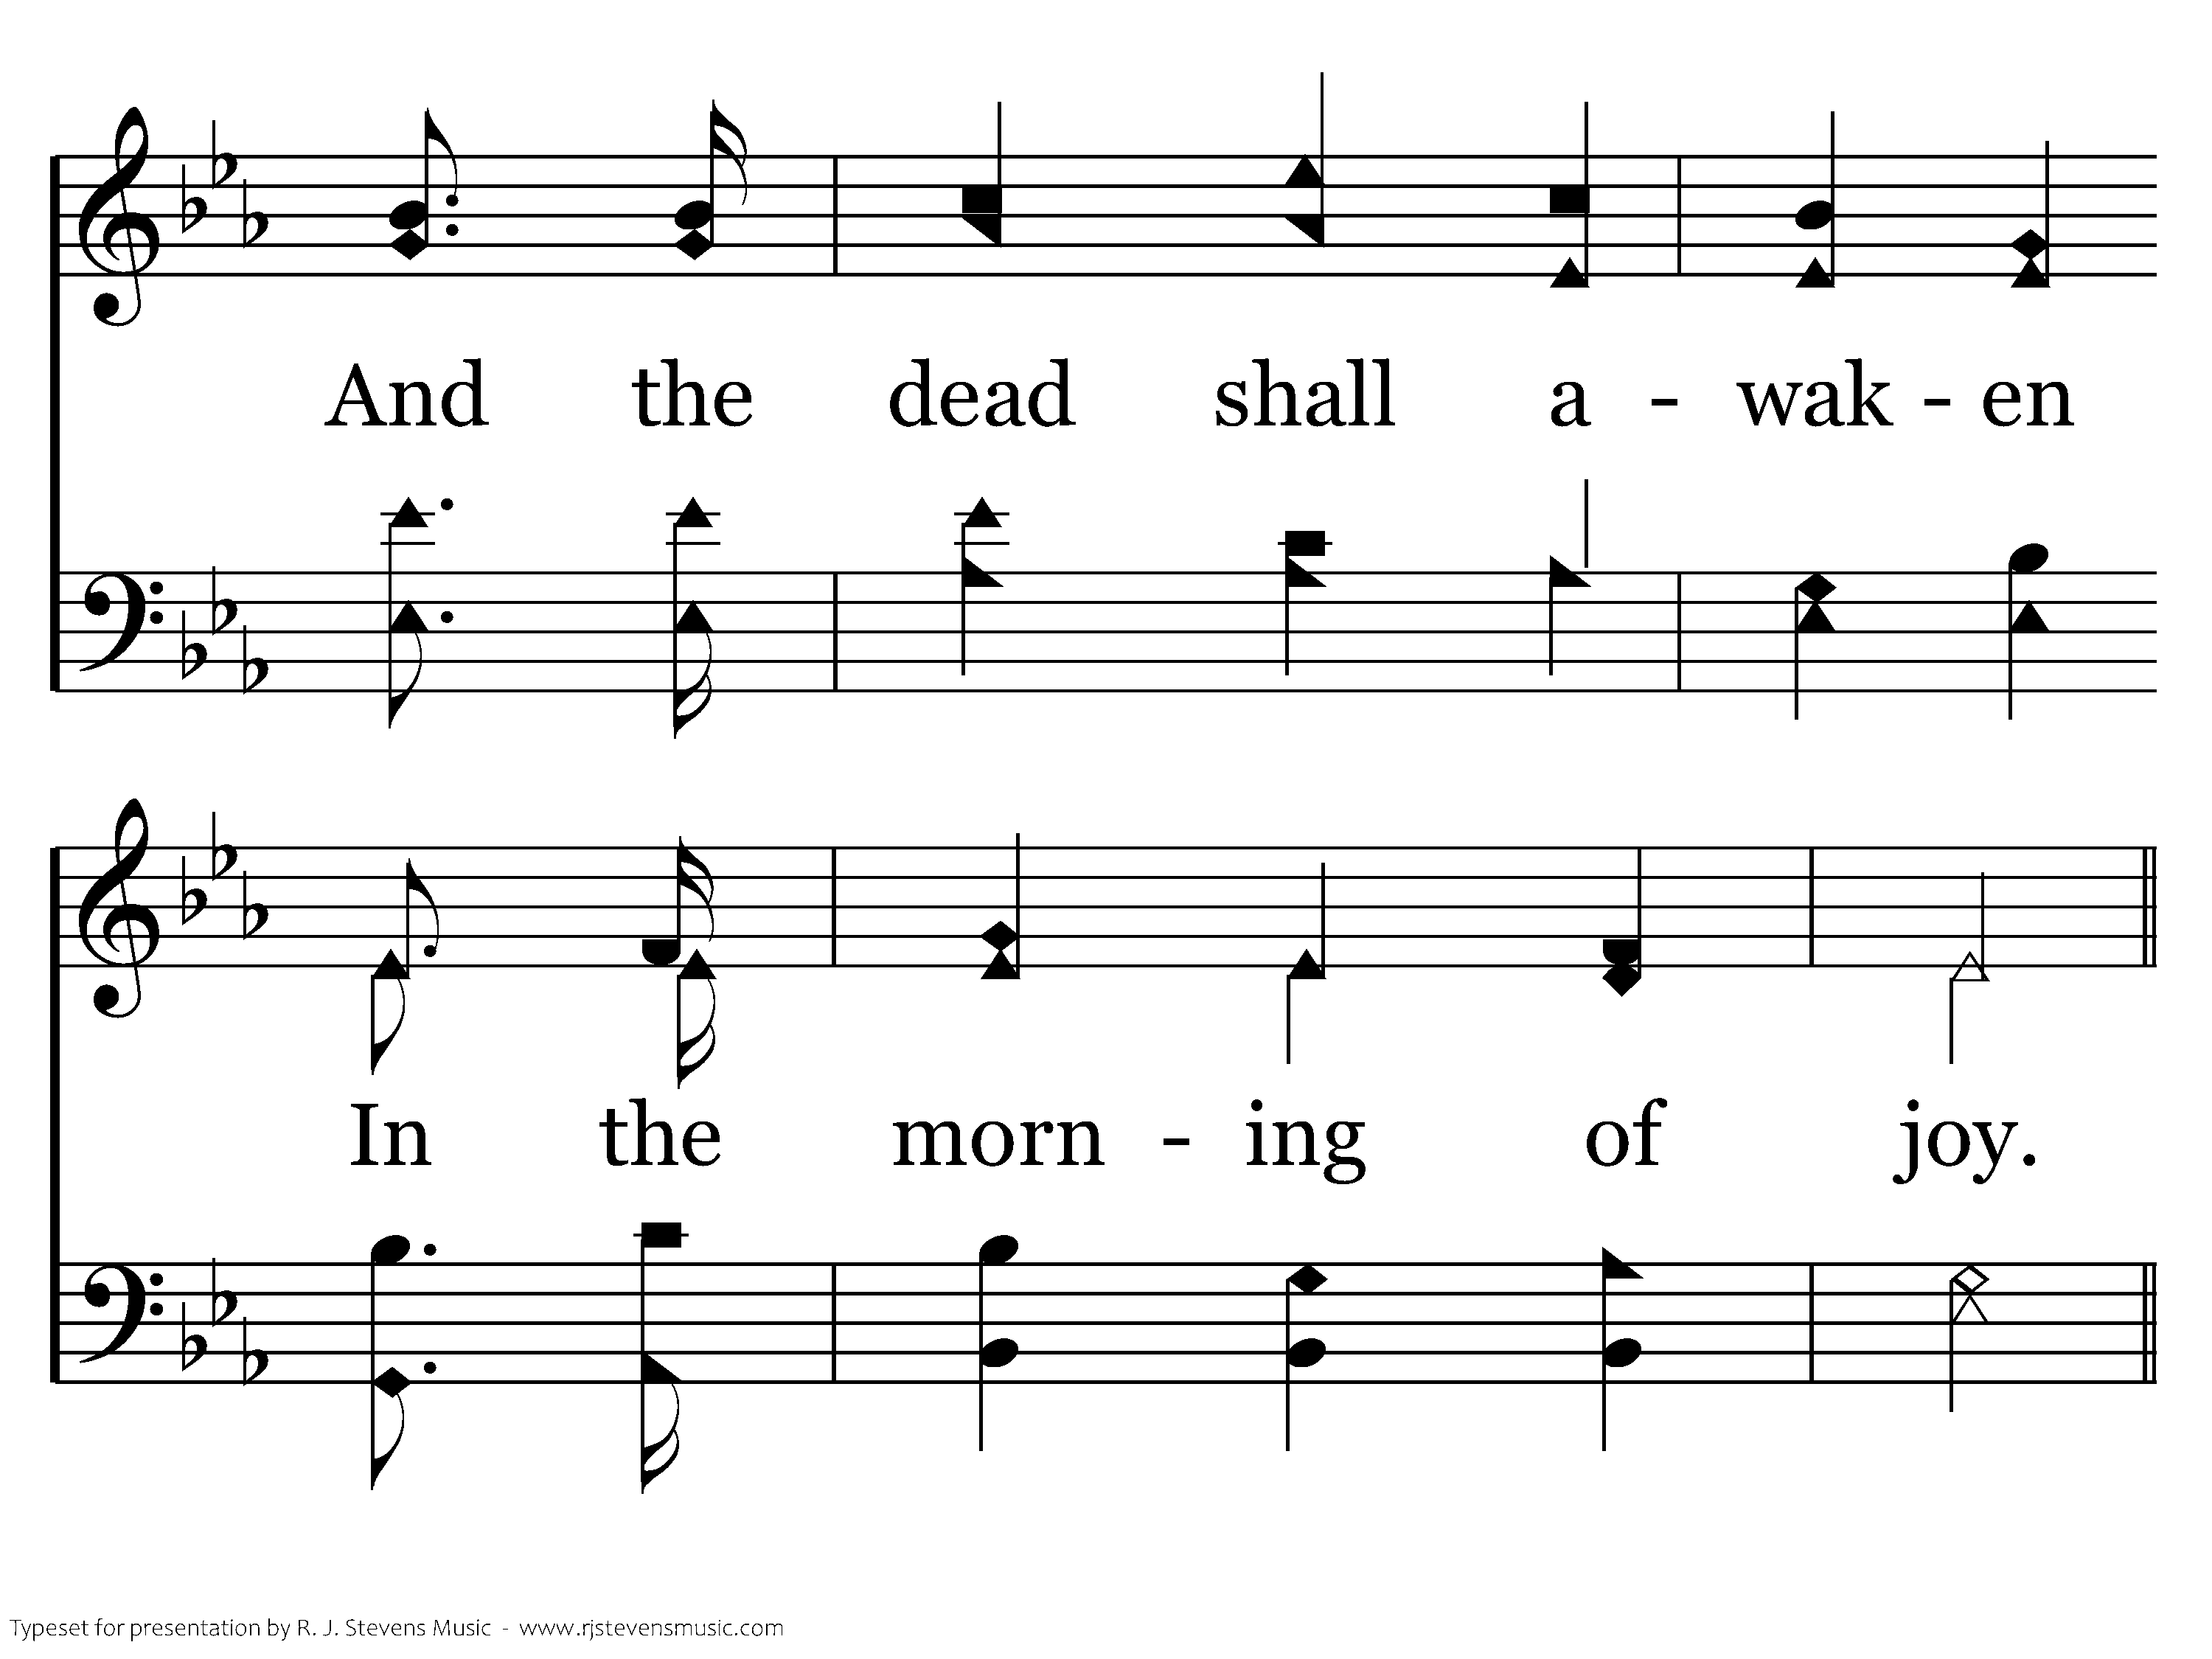 And the dead shall a - wak - en
In the morn - ing of joy.
Typeset for presentation by R. J. Stevens Music - www.rjstevensmusic.com